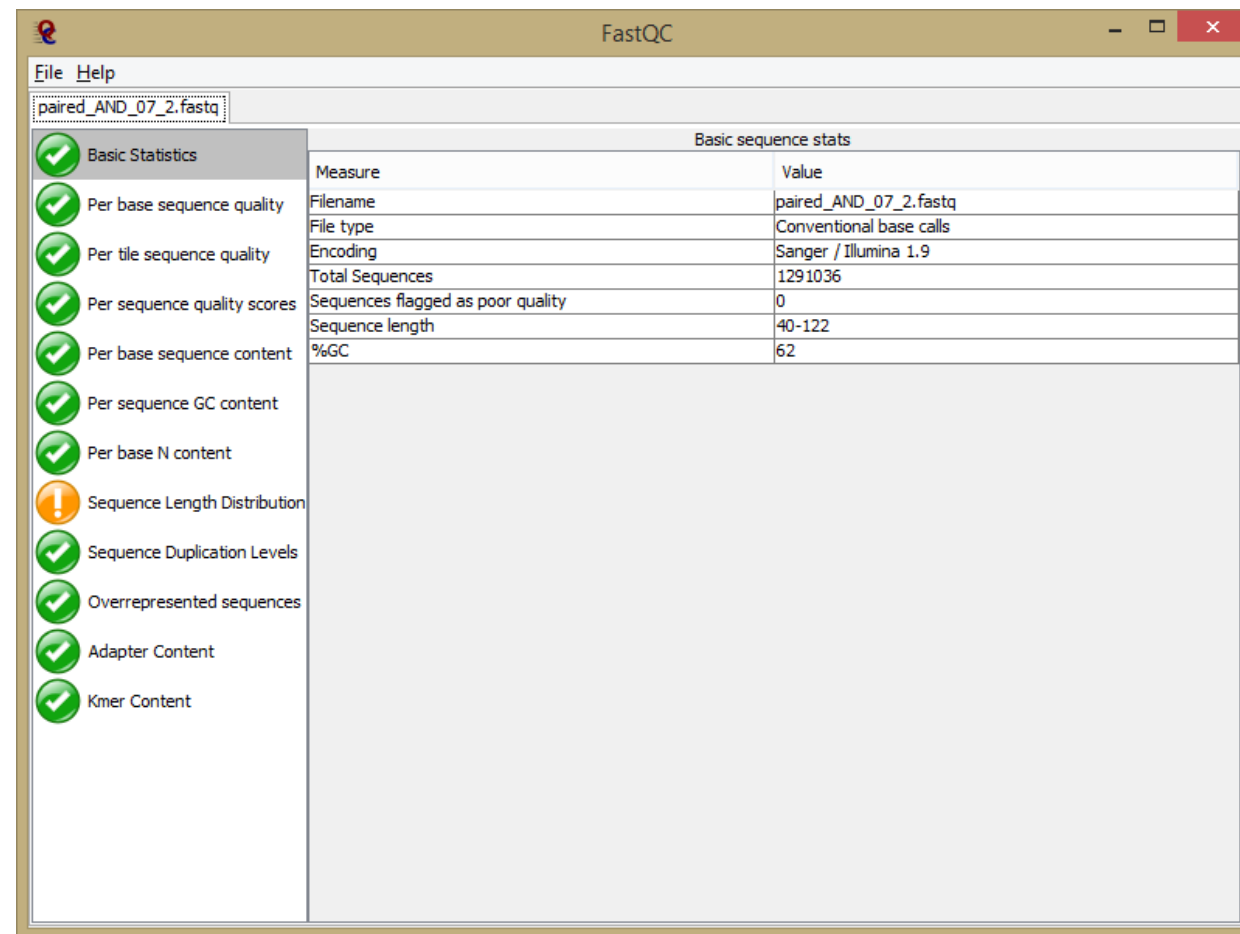 FastQC
File Help
paired_AND_07_2.fastq
Basic Statistics
Per base sequence quality
Per tile sequence quality
Per sequence quality scores
Per base sequence content
Per sequence GC content
Per base N content
Sequence Length Distribution
Sequence Duplication Levels
Overrepresented sequences
Adapter Content
Kmer Content
Basic sequence stats
Measure Value
Filename paired_AND_07_2.fastq
File type Conventional base calls
Encoding Sanger / Illumina 1.9
Total Sequences 1291036
Sequences flagged as poor quality 0
Sequence length 40-122
%GC 62